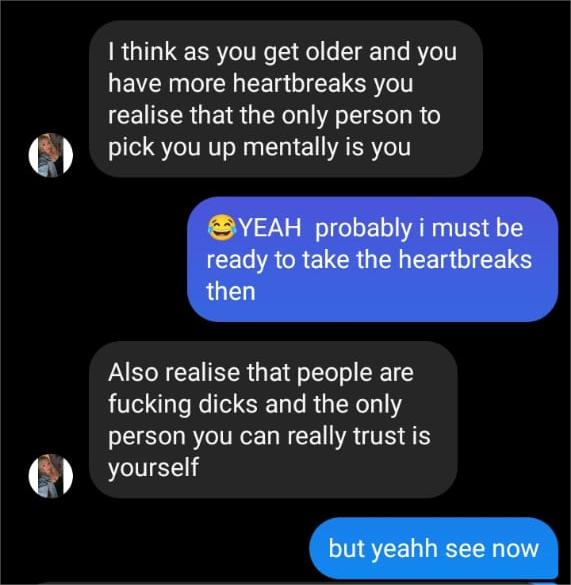 I think as you get older and you
have more heartbreaks you
realise that the only person to
pick you up mentally is you
😂YEAH probably i must be
ready to take the heartbreaks
then
Also realise that people are
fucking dicks and the only
person you can really trust is
yourself
but yeahh see now